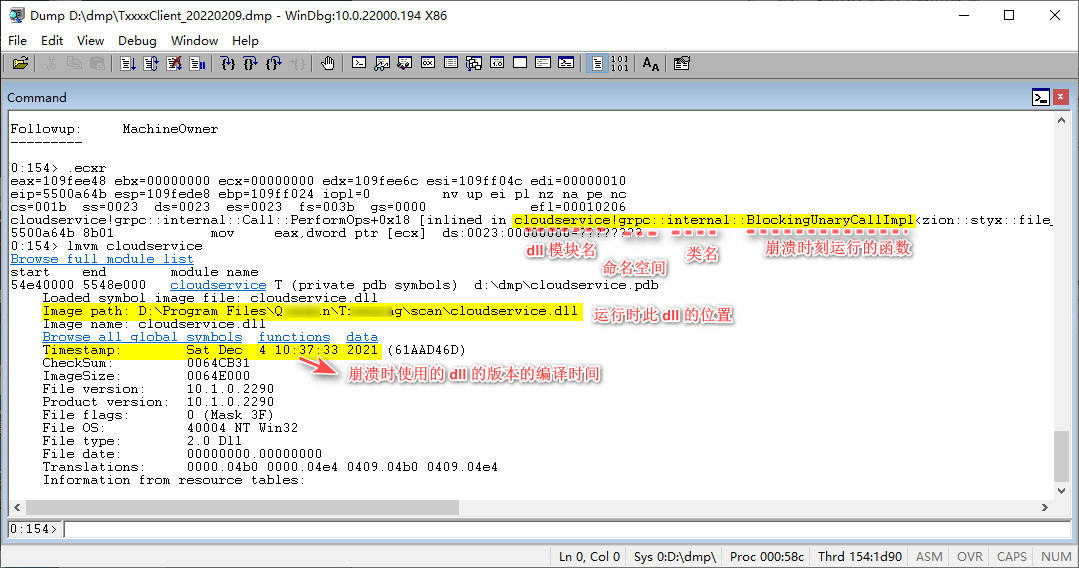 Dump D:\dmp\TxxxxClient_20220209.dmp - WinDbg:10.0.22000.194 X86
File Edit View Debug Window Help
Command
Followup: MachineOwner
---------
0:154> .ecxr
eax=109fee48 ebx=00000000 ecx=00000000 edx=109fee6c esi=109ff04c edi=00000010
eip=5500a64b esp=109fede8 ebp=109ff024 iopl=0 nv up ei pl nz na pe nc
cs=001b ss=0023 ds=0023 es=0023 fs=003b gs=0000 efl=00010206
cloudservice!grpc::internal::Call::PerformOps+0x18 [inlined in cloudservice!grpc::internal::BlockingUnaryCallImpl<zion::styx::file_
5500a64b 8b01 mov eax,dword ptr [ecx] ds:0023:00000000=????????
dll 模块名
命名空间
类名
崩溃时刻运行的函数
0:154> lmvm cloudservice
Browse full module list
start end module name
54e40000 5548e000 cloudservice T (private pdb symbols) d:\dmp\cloudservice.pdb
Loaded symbol image file: cloudservice.dll
Image path: D:\Program Files\Q n\T g\scan\cloudservice.dll
运行时此 dll 的位置
Image name: cloudservice.dll
Browse all global symbols functions data
Timestamp: Sat Dec 4 10:37:33 2021 (61AAD46D)
崩溃时使用的 dll 的版本的编译时间
CheckSum: 0064CB31
ImageSize: 0064E000
File version: 10.1.0.2290
Product version: 10.1.0.2290
File flags: 0 (Mask 3F)
File OS: 40004 NT Win32
File type: 2.0 Dll
File date: 00000000.00000000
Translations: 0000.04b0 0000.04e4 0409.04b0 0409.04e4
Information from resource tables:
0:154>
Ln 0, Col 0 Sys 0:D:\dmp\ Proc 000:58c Thrd 154:1d90 ASM OVR CAPS NUM